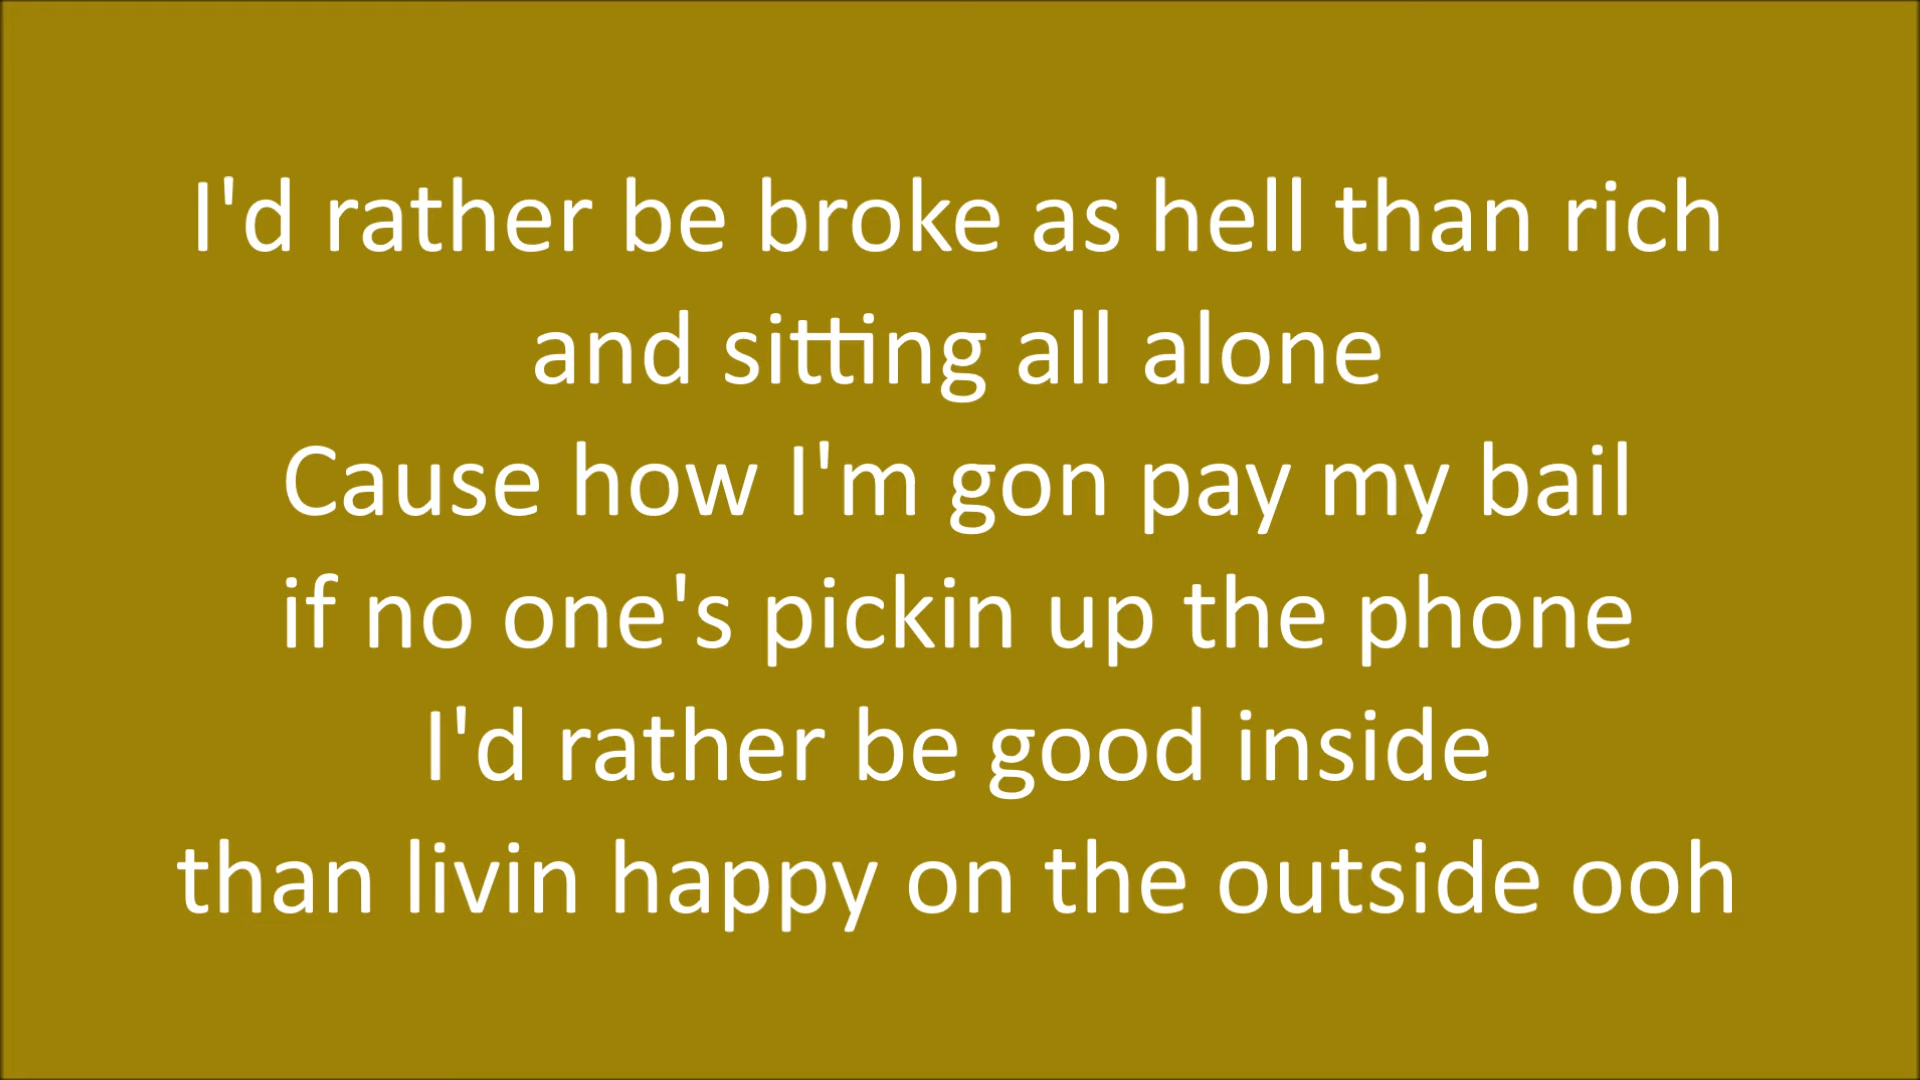 I'd rather be broke as hell than rich
and sitting all alone
Cause how I'm gon pay my bail
if no one's pickin up the phone
I'd rather be good inside
than livin happy on the outside ooh